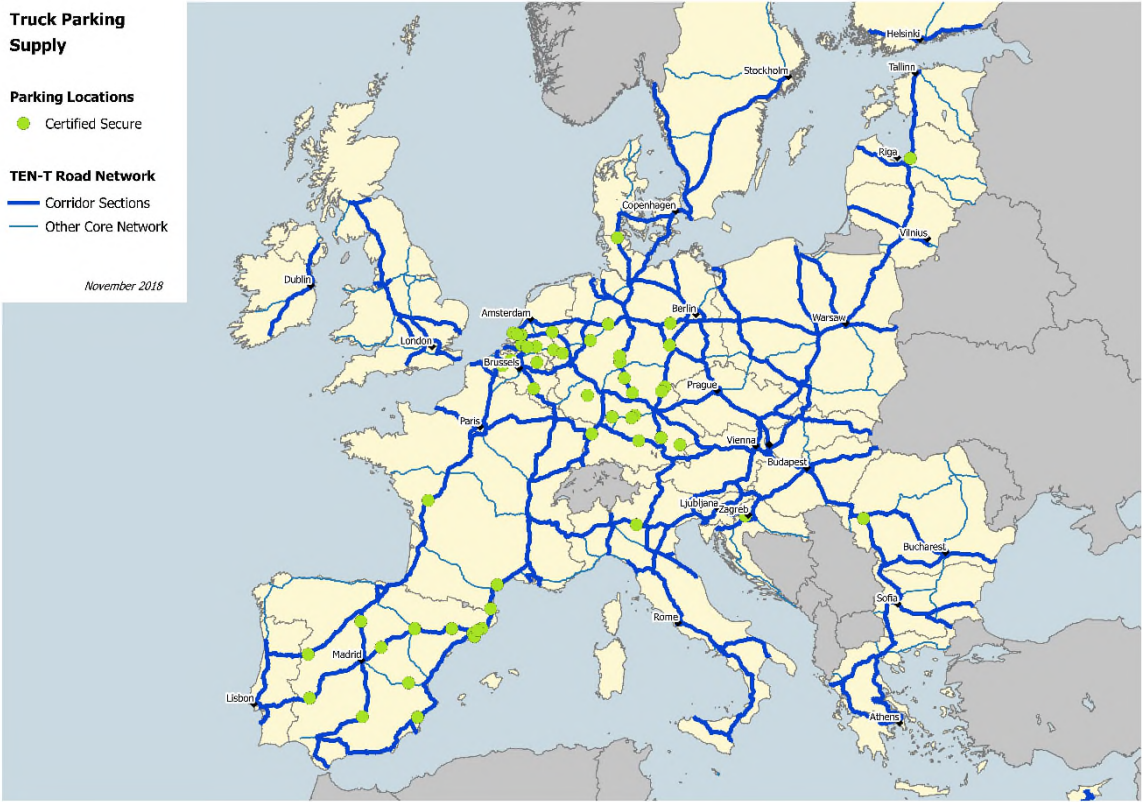 Truck Parking
Supply
Parking Locations
Certified Secure
TEN-T Road Network
Corridor Sections
Other Core Network
November 2018
Helsinki
Tallinn
Stockholm
Riga
Copenhagen
Vilnius
Dublin
Amsterdam
Berlin
Warsaw
London
Brussels
Prague
Paris
Vienna
Budapest
Ljubljana
Zagreb
Bucharest
Sofia
Rome
Madrid
Lisbon
Athens